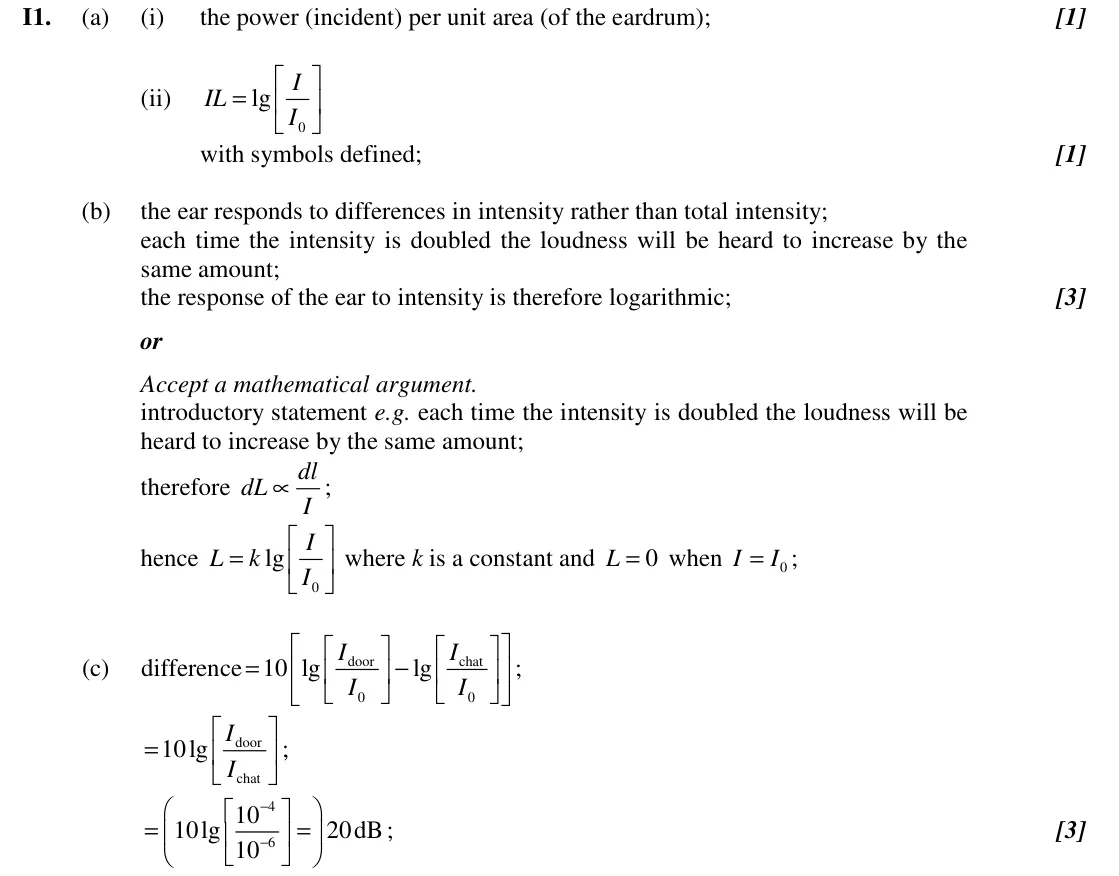 I1. (a) (i) the power (incident) per unit area (of the eardrum); [1]
(ii) IL = lg[I/I₀]
with symbols defined; [1]
(b) the ear responds to differences in intensity rather than total intensity;
each time the intensity is doubled the loudness will be heard to increase by the
same amount;
the response of the ear to intensity is therefore logarithmic; [3]
or
Accept a mathematical argument.
introductory statement e.g. each time the intensity is doubled the loudness will be
heard to increase by the same amount;
therefore dL ∝ dl/I;
hence L = k lg[I/I₀] where k is a constant and L = 0 when I = I₀;
(c) difference = 10[lg[I_door/I₀] − lg[I_chat/I₀]];
= 10 lg[I_door/I_chat];
= (10 lg[10⁻⁴/10⁻⁶] =) 20 dB; [3]